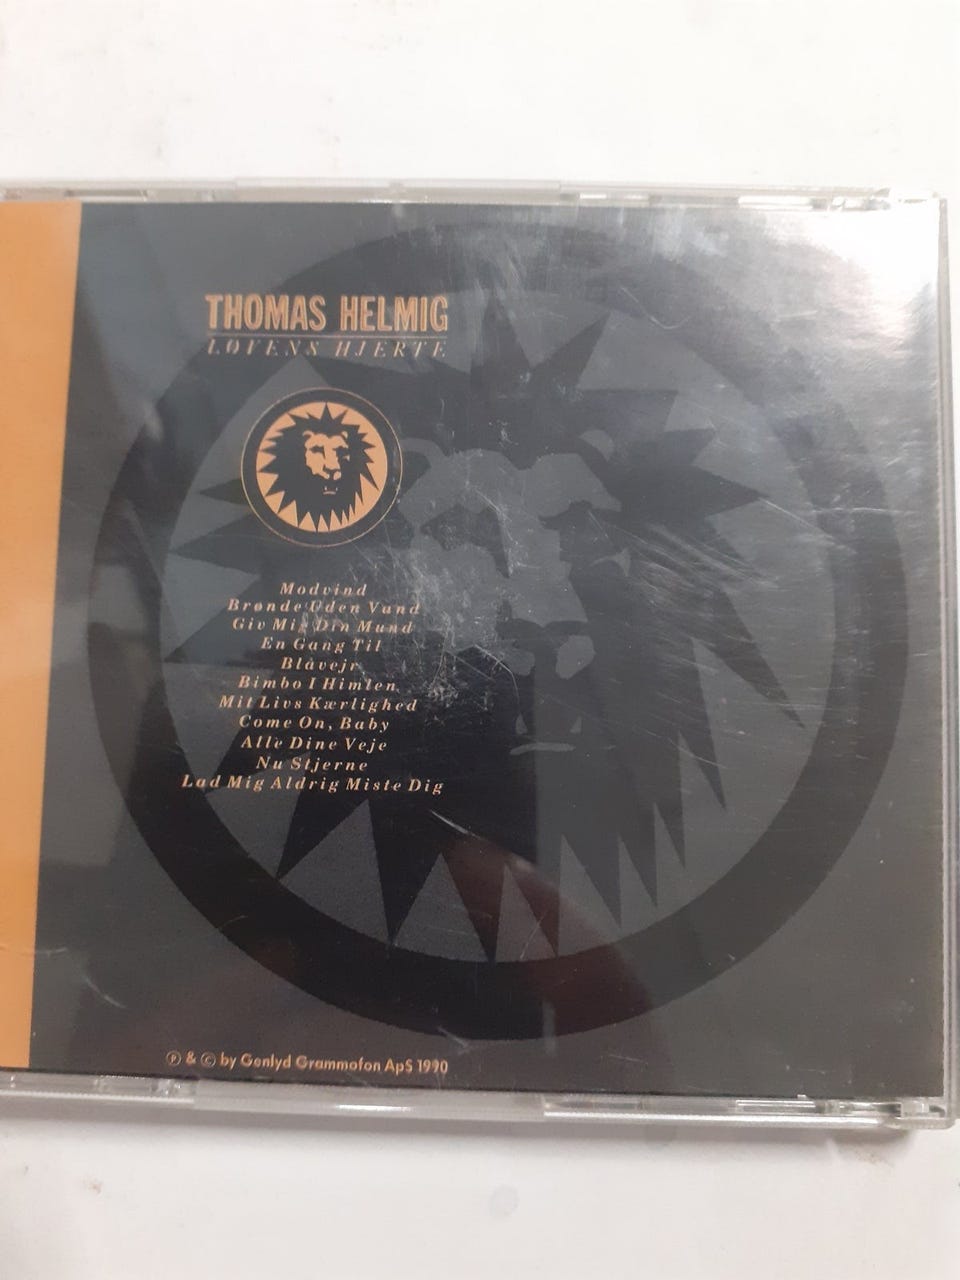 THOMAS HELMIG
LØVENS HJERTE
Modvind
Brønde Uden Vand
Giv Mig Din Mund
En Gang Til
Blåvejr
Bimbo I Himlen
Mit Livs Kærlighed
Come On, Baby
Alle Dine Veje
Nu Stjerne
Lad Mig Aldrig Miste Dig
Ⓟ & © by Genlyd Grammofon ApS 1990